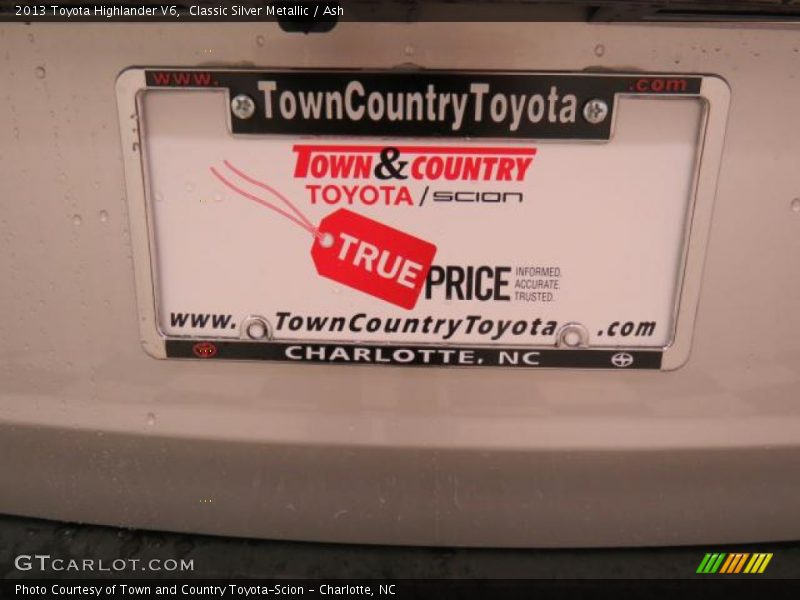 2013 Toyota Highlander V6,  Classic Silver Metallic / Ash
www. .com
TownCountryToyota
TOWN & COUNTRY
TOYOTA / SCION
TRUE
PRICE
INFORMED.
ACCURATE.
TRUSTED.
www. TownCountryToyota .com
CHARLOTTE, NC
GTCARLOT.COM
Photo Courtesy of Town and Country Toyota-Scion - Charlotte, NC